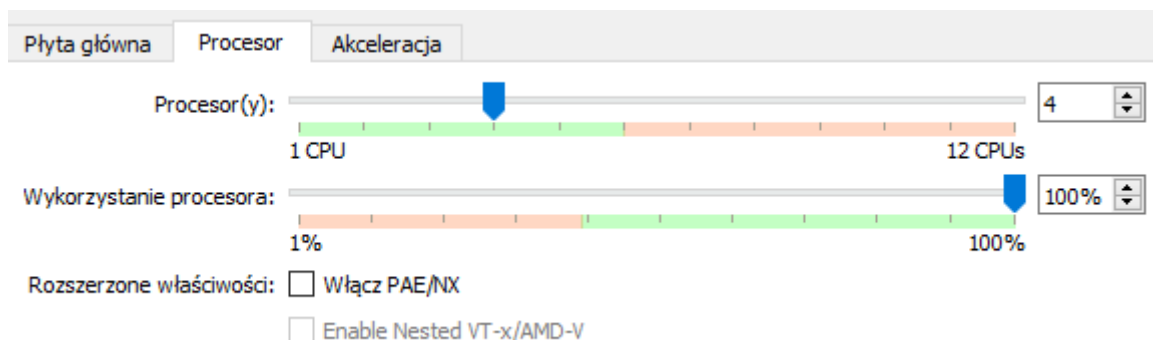 Płyta główna Procesor Akceleracja
Procesor(y): 4
1 CPU 12 CPUs
Wykorzystanie procesora: 100%
1% 100%
Rozszerzone właściwości: Włącz PAE/NX
Enable Nested VT-x/AMD-V